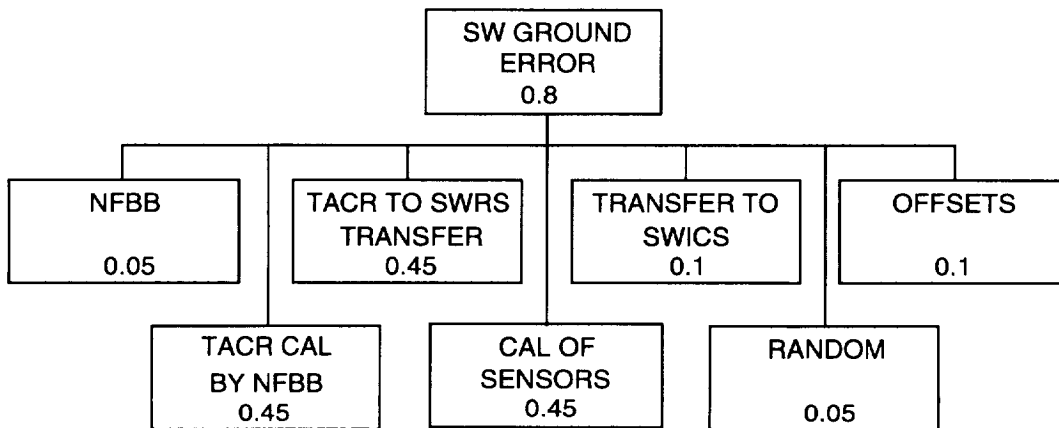 SW GROUND
ERROR
0.8
NFBB
0.05
TACR TO SWRS
TRANSFER
0.45
TRANSFER TO
SWICS
0.1
OFFSETS
0.1
TACR CAL
BY NFBB
0.45
CAL OF
SENSORS
0.45
RANDOM
0.05